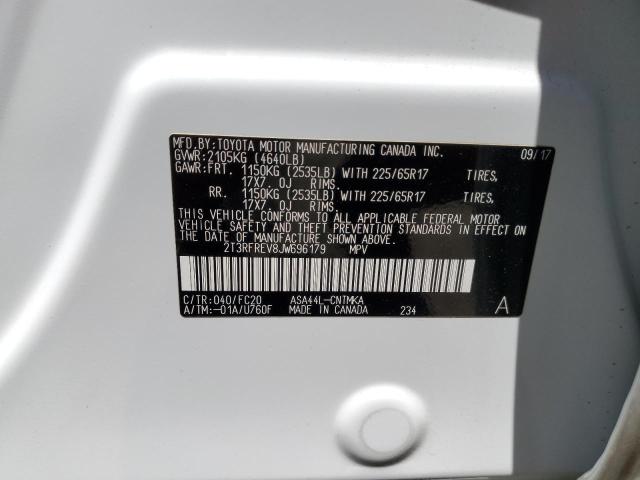 MFD.BY:TOYOTA MOTOR MANUFACTURING CANADA INC. 09/17
GVWR:2105KG (4640LB)
GAWR:FRT. 1150KG (2535LB) WITH 225/65R17 TIRES,
17X7.0J RIMS.
RR. 1150KG (2535LB) WITH 225/65R17 TIRES,
17X7.0J RIMS.
THIS VEHICLE CONFORMS TO ALL APPLICABLE FEDERAL MOTOR
VEHICLE SAFETY AND THEFT PREVENTION STANDARDS IN EFFECT ON
THE DATE OF MANUFACTURE SHOWN ABOVE.
2T3RFREV8JW696179 MPV
C/TR:040/FC20 ASA44L-CNTMKA
A/TM:-01A/U760F MADE IN CANADA 234 A